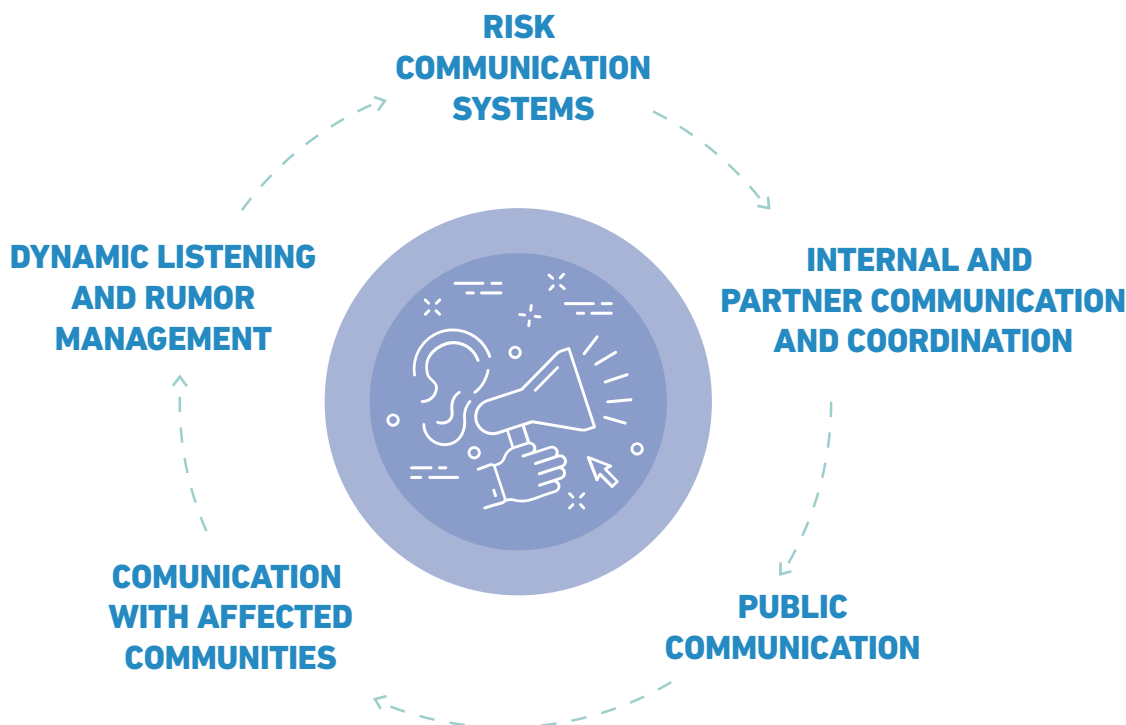 RISK
COMMUNICATION
SYSTEMS
INTERNAL AND
PARTNER COMMUNICATION
AND COORDINATION
PUBLIC
COMMUNICATION
COMUNICATION
WITH AFFECTED
COMMUNITIES
DYNAMIC LISTENING
AND RUMOR
MANAGEMENT